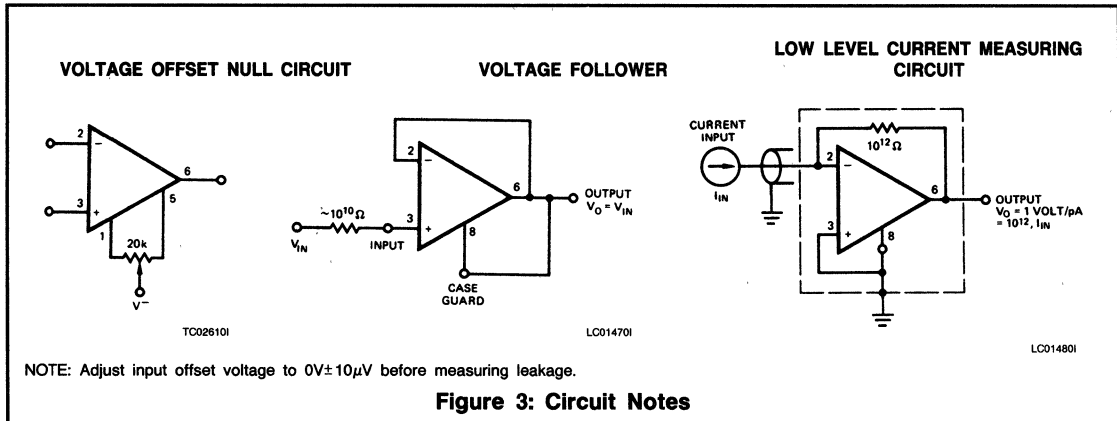 VOLTAGE OFFSET NULL CIRCUIT
2
−
6
3
+
5
1
20k
V−
TC02610I
VOLTAGE FOLLOWER
2
−
6
OUTPUT
V₀ = V_IN
~10¹⁰Ω
3
+
8
V_IN
INPUT
CASE
GUARD
LC01470I
LOW LEVEL CURRENT MEASURING
CIRCUIT
CURRENT
INPUT
10¹²Ω
2
−
I_IN
6
OUTPUT
V₀ = 1 VOLT/pA
= 10¹², I_IN
3
+
8
LC01480I
NOTE: Adjust input offset voltage to 0V±10μV before measuring leakage.
Figure 3: Circuit Notes